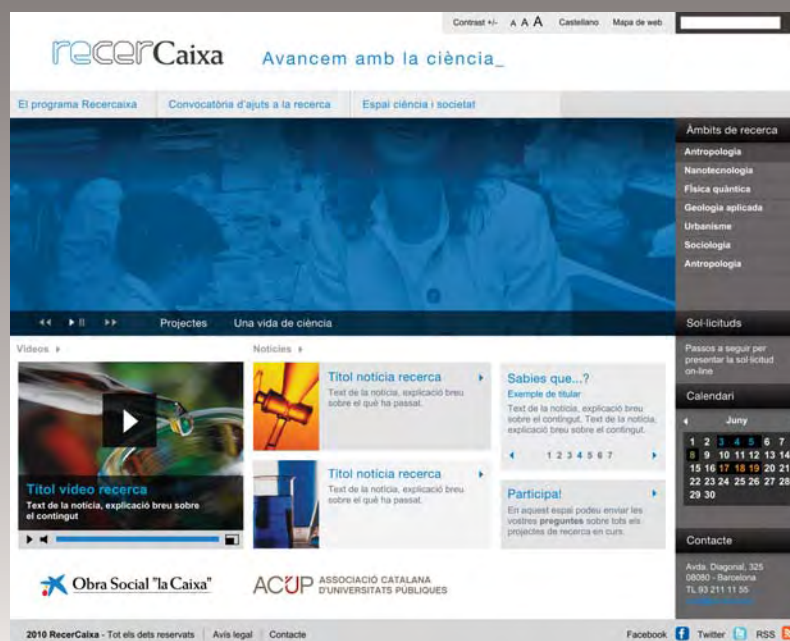 Contrast +/- A A A Castellano Mapa de web
recerCaixa Avancem amb la ciència_
El programa Recercaixa Convocatòria d'ajuts a la recerca Espai ciència i societat
Àmbits de recerca
Antropologia
Nanotecnologia
Física quàntica
Geologia aplicada
Urbanisme
Sociologia
Antropologia
Projectes Una vida de ciència
Sol·licituds
Passos a seguir per
presentar la sol·licitud
on-line
Calendari
Juny
1 2 3 4 5 6 7
8 9 10 11 12 13 14
15 16 17 18 19 20 21
22 23 24 25 26 27 28
29 30
Contacte
Avda. Diagonal, 325
08080 - Barcelona
TL 93 211 11 55
Vídeos
Títol vídeo recerca
Text de la notícia, explicació breu sobre
el contingut
Notícies
Títol notícia recerca
Text de la notícia, explicació breu
sobre el què ha passat.
Títol notícia recerca
Text de la notícia, explicació breu
sobre el què ha passat.
Sabies que...?
Exemple de titular
Text de la notícia, explicació breu
sobre el contingut. Text de la notícia,
explicació breu sobre el contingut.
1 2 3 4 5 6 7
Participa!
En aquest espai podeu enviar les
vostres preguntes sobre tots els
projectes de recerca en curs.
Obra Social "la Caixa"
ACUP ASSOCIACIÓ CATALANA
D'UNIVERSITATS PÚBLIQUES
2010 RecerCaixa - Tot els dets reservats Avís legal Contacte
Facebook Twitter RSS